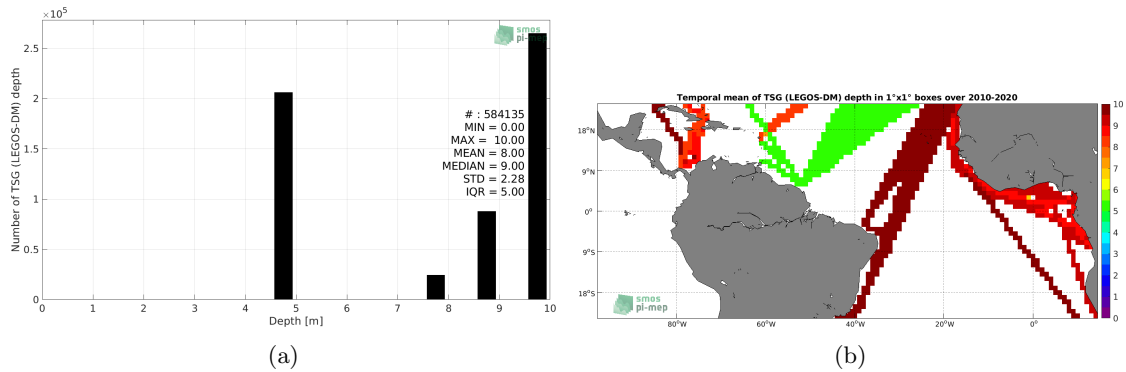 ×10⁵
smos
pi-mep
# : 584135
MIN = 0.00
MAX = 10.00
MEAN = 8.00
MEDIAN = 9.00
STD = 2.28
IQR = 5.00
Number of TSG (LEGOS-DM) depth
2.5
2
1.5
1
0.5
0
0 1 2 3 4 5 6 7 8 9 10
Depth [m]
(a)
Temporal mean of TSG (LEGOS-DM) depth in 1°x1° boxes over 2010-2020
18°N
9°N
0°
9°S
18°S
80°W 60°W 40°W 20°W 0°
smos
pi-mep
10
9
8
7
6
5
4
3
2
1
0
(b)